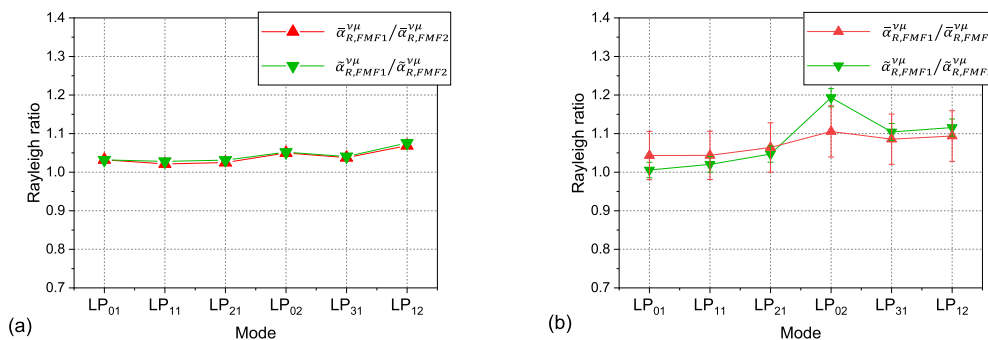 1.4
1.3
1.2
1.1
1.0
0.9
0.8
0.7
Rayleigh ratio
ᾱ^{νμ}_{R,FMF1}/ᾱ^{νμ}_{R,FMF2}
α̃^{νμ}_{R,FMF1}/α̃^{νμ}_{R,FMF2}
LP₀₁ LP₁₁ LP₂₁ LP₀₂ LP₃₁ LP₁₂
Mode
(a)
1.4
1.3
1.2
1.1
1.0
0.9
0.8
0.7
Rayleigh ratio
ᾱ^{νμ}_{R,FMF1}/ᾱ^{νμ}_{R,FMF
α̃^{νμ}_{R,FMF1}/α̃^{νμ}_{R,FMF
LP₀₁ LP₁₁ LP₂₁ LP₀₂ LP₃₁ LP₁₂
Mode
(b)